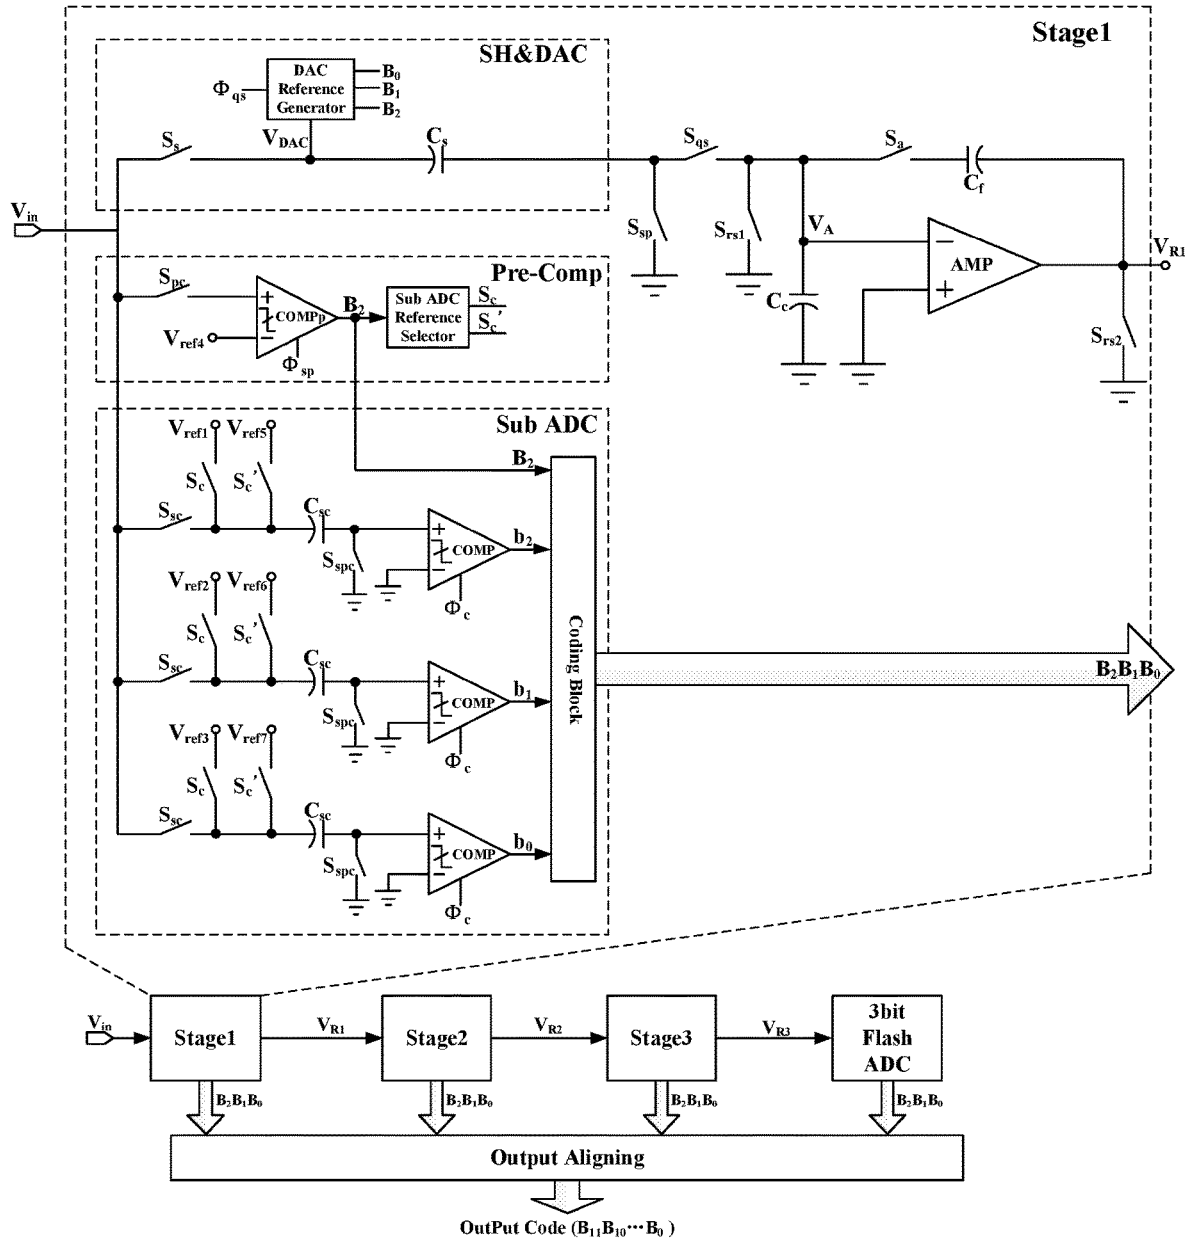 Stage1
SH&DAC
DAC
Reference
Generator
Φqs
B0
B1
B2
VDAC
Ss
Cs
Sqs
Sa
Cf
Vin
Ssp
Srs1
VA
AMP
VR1
Cc
Srs2
Pre-Comp
Spc
COMPp
Vref4
Φsp
B2
Sub ADC
Reference
Selector
Sc
Sc'
Sub ADC
Vref1
Vref5
B2
Sc
Sc'
Ssc
Csc
Sspc
COMP
b2
Φc
Vref2
Vref6
Sc
Sc'
Ssc
Csc
Sspc
COMP
b1
Φc
Vref3
Vref7
Sc
Sc'
Ssc
Csc
Sspc
COMP
b0
Φc
Coding Block
B2B1B0
Vin
Stage1
VR1
Stage2
VR2
Stage3
VR3
3bit
Flash
ADC
B2B1B0
B2B1B0
B2B1B0
B2B1B0
Output Aligning
OutPut Code (B11B10···B0 )